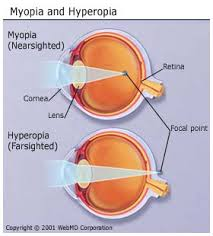 Myopia and Hyperopia
Myopia
(Nearsighted)
Retina
Cornea
Lens
Focal point
Hyperopia
(Farsighted)
Copyright © 2001 WebMD Corporation